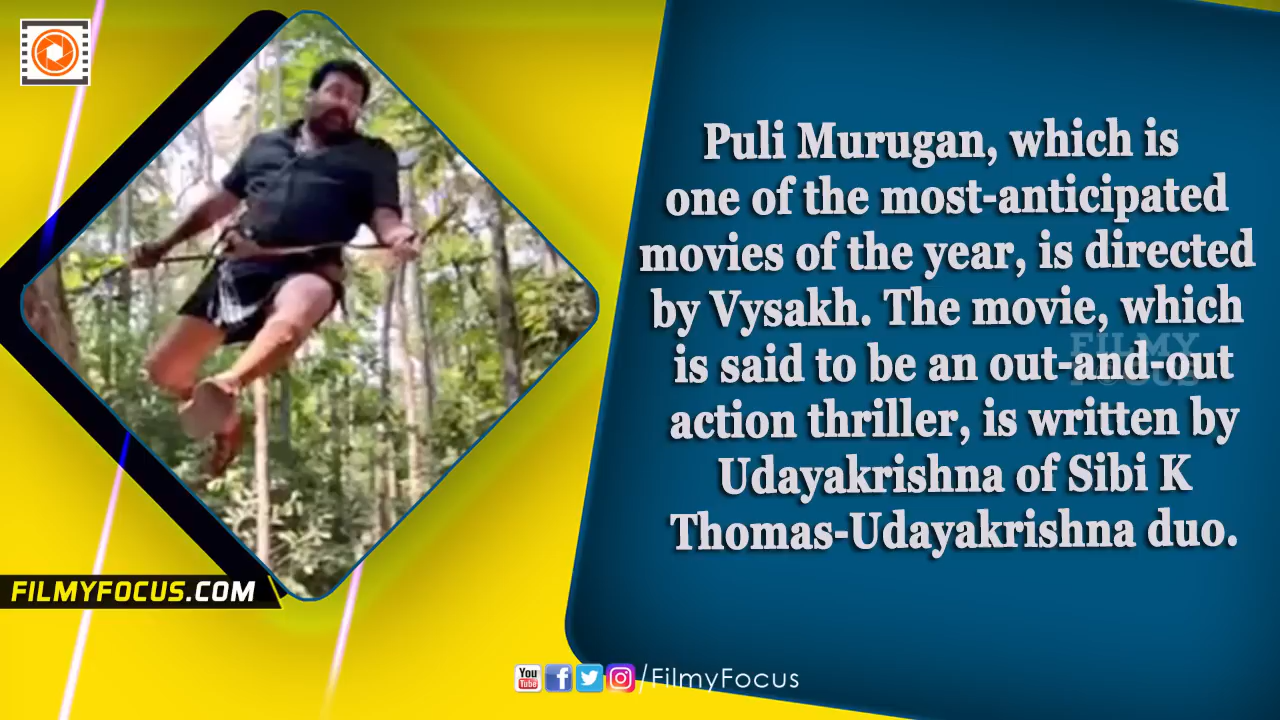 Puli Murugan, which is
one of the most-anticipated
movies of the year, is directed
by Vysakh. The movie, which
is said to be an out-and-out
action thriller, is written by
Udayakrishna of Sibi K
Thomas-Udayakrishna duo.
FILMY
FOCUS
FILMYFOCUS.COM
You
Tube
/FilmyFocus